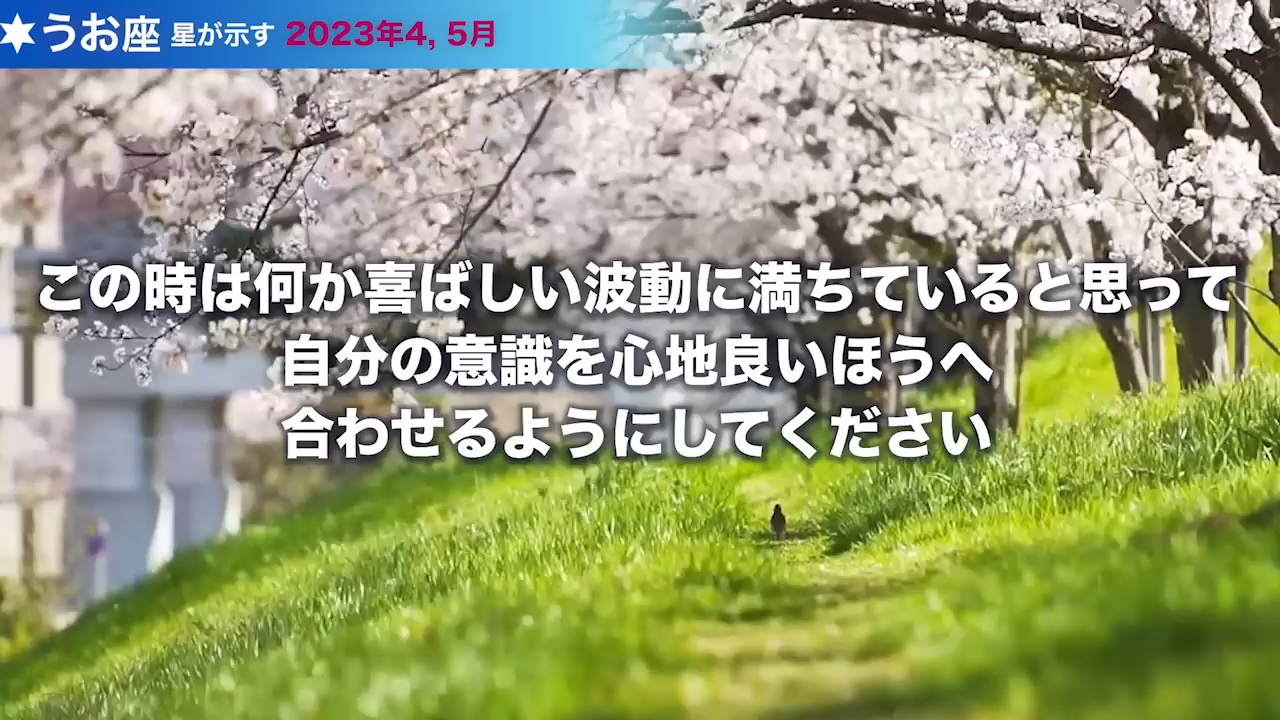 ★うお座 星が示す 2023年4, 5月
この時は何か喜ばしい波動に満ちていると思って
自分の意識を心地良いほうへ
合わせるようにしてください